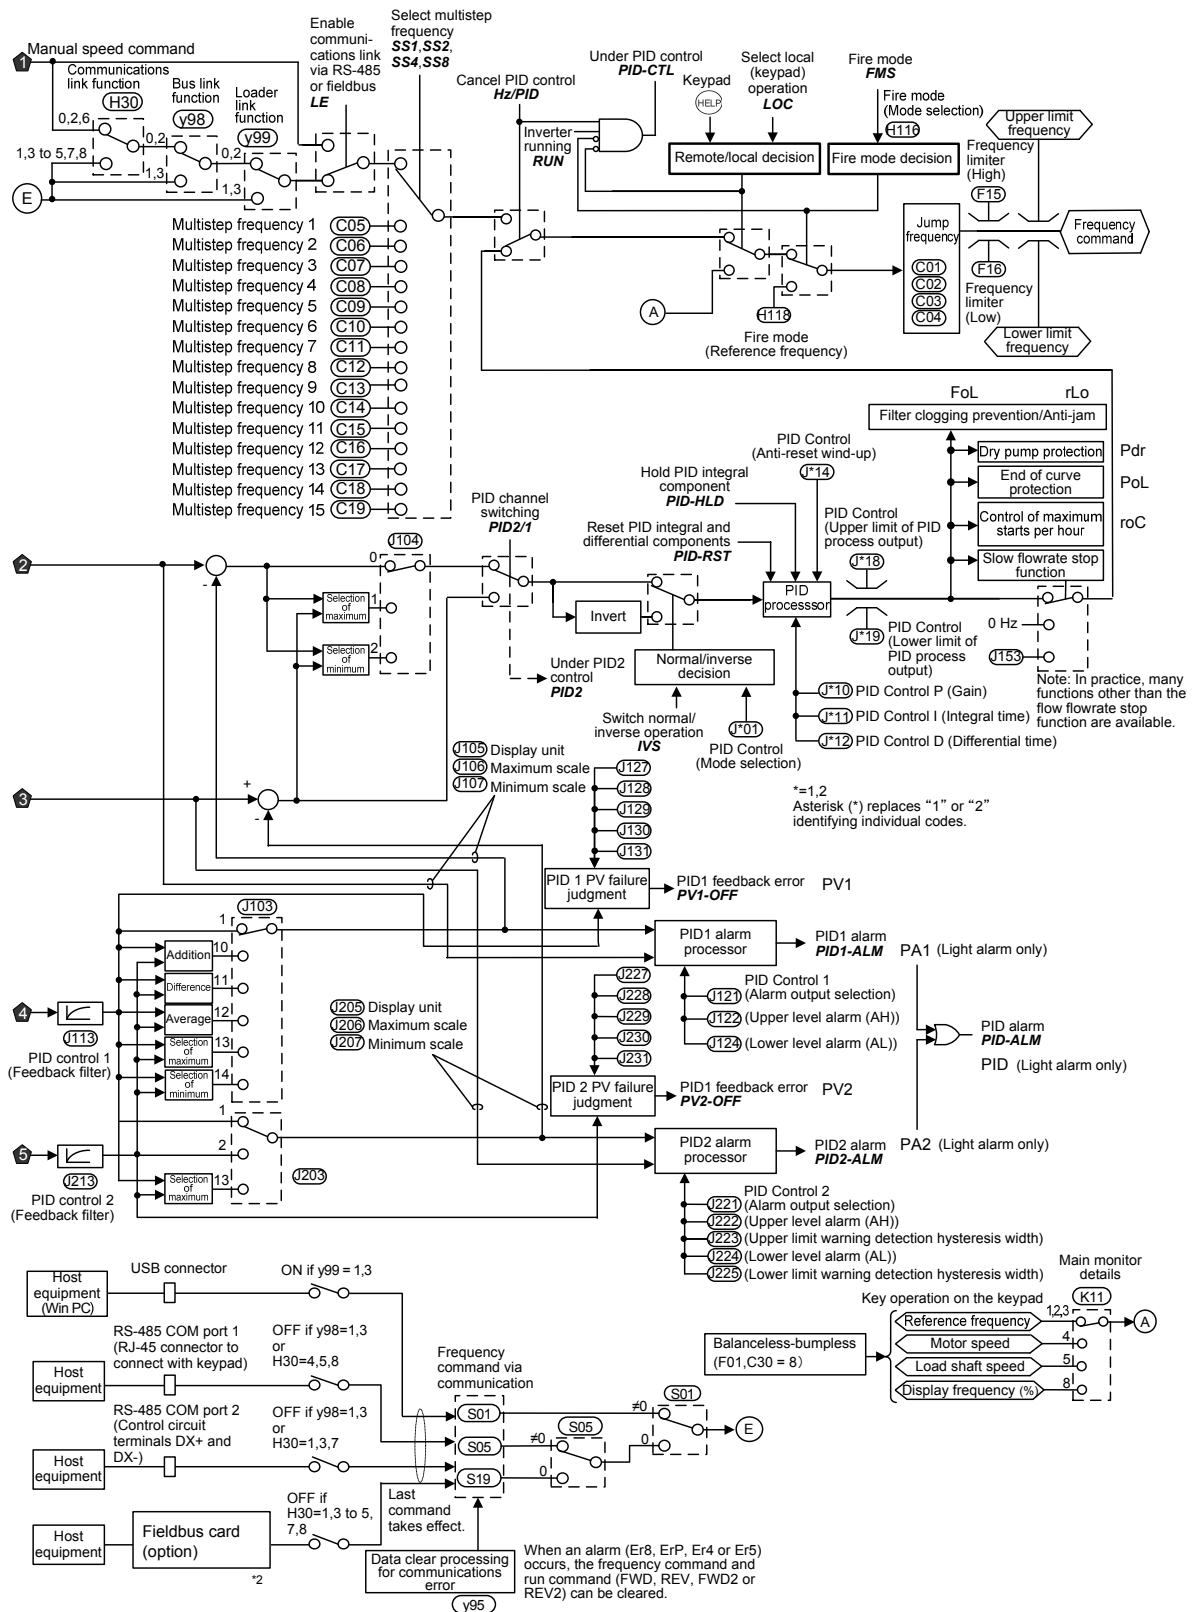 1
Manual speed command
Communications
link function
H30
Bus link
function
y98
Loader
link
function
y99
Enable
communi-
cations link
via RS-485
or fieldbus
LE
Select multistep
frequency
SS1,SS2,
SS4,SS8
Cancel PID control
Hz/PID
Under PID control
PID-CTL
Inverter
running
RUN
Keypad
HELP
Select local
(keypad)
operation
LOC
Fire mode
FMS
Fire mode
(Mode selection)
H116
Remote/local decision
Fire mode decision
Upper limit
frequency
Frequency
limiter
(High)
F15
Jump
frequency
C01
C02
C03
C04
F16
Frequency
limiter
(Low)
Frequency
command
Lower limit
frequency
0,2,6
1,3 to 5,7,8
0,2
1,3
0,2
1,3
E
A
H118
Fire mode
(Reference frequency)
Multistep frequency 1 C05
Multistep frequency 2 C06
Multistep frequency 3 C07
Multistep frequency 4 C08
Multistep frequency 5 C09
Multistep frequency 6 C10
Multistep frequency 7 C11
Multistep frequency 8 C12
Multistep frequency 9 C13
Multistep frequency 10 C14
Multistep frequency 11 C15
Multistep frequency 12 C16
Multistep frequency 13 C17
Multistep frequency 14 C18
Multistep frequency 15 C19
FoL rLo
Filter clogging prevention/Anti-jam
Dry pump protection Pdr
End of curve
protection
PoL
Control of maximum
starts per hour
roC
Slow flowrate stop
function
PID Control
(Anti-reset wind-up)
J*14
Hold PID integral
component
PID-HLD
Reset PID integral and
differential components
PID-RST
PID Control
(Upper limit of PID
process output)
J*18
PID channel
switching
PID2/1
2
-
J104
0
Selection
of
maximum
1
Selection
of
minimum
2
Invert
PID
processsor
J*19
PID Control
(Lower limit of
PID process
output)
0 Hz
J153
Note: In practice, many
functions other than the
flow flowrate stop
function are available.
Under PID2
control
PID2
Normal/inverse
decision
Switch normal/
inverse operation
IVS
J*01
PID Control
(Mode selection)
J*10 PID Control P (Gain)
J*11 PID Control I (Integral time)
J*12 PID Control D (Differential time)
*=1,2
Asterisk (*) replaces “1” or “2”
identifying individual codes.
3
+
-
J105 Display unit
J106 Maximum scale
J107 Minimum scale
J127
J128
J129
J130
J131
PID 1 PV failure
judgment
PID1 feedback error
PV1-OFF
PV1
J103
1
Addition 10
Difference 11
Average 12
Selection
of
maximum
13
Selection
of
minimum
14
4
J113
PID control 1
(Feedback filter)
PID1 alarm
processor
PID1 alarm
PID1-ALM
PA1 (Light alarm only)
PID Control 1
J121 (Alarm output selection)
J122 (Upper level alarm (AH))
J124 (Lower level alarm (AL))
J205 Display unit
J206 Maximum scale
J207 Minimum scale
J227
J228
J229
J230
J231
PID 2 PV failure
judgment
PID1 feedback error
PV2-OFF
PV2
PID alarm
PID-ALM
PID (Light alarm only)
1
2
Selection
of
maximum
13
J203
5
J213
PID control 2
(Feedback filter)
PID2 alarm
processor
PID2 alarm
PID2-ALM
PA2 (Light alarm only)
PID Control 2
J221 (Alarm output selection)
J222 (Upper level alarm (AH))
J223 (Upper limit warning detection hysteresis width)
J224 (Lower level alarm (AL))
J225 (Lower limit warning detection hysteresis width)
Host
equipment
(Win PC)
USB connector
ON if y99 = 1,3
RS-485 COM port 1
(RJ-45 connector to
connect with keypad)
OFF if y98=1,3
or
H30=4,5,8
Host
equipment
RS-485 COM port 2
(Control circuit
terminals DX+ and
DX-)
OFF if y98=1,3
or
H30=1,3,7
Host
equipment
OFF if
H30=1,3 to 5,
7,8
Host
equipment
Fieldbus card
(option)
*2
Frequency
command via
communication
S01
S05
S19
Last
command
takes effect.
≠0
S05
0
≠0
S01
0
E
Data clear processing
for communications
error
y95
When an alarm (Er8, ErP, Er4 or Er5)
occurs, the frequency command and
run command (FWD, REV, FWD2 or
REV2) can be cleared.
Balanceless-bumpless
(F01,C30 = 8)
Key operation on the keypad
Main monitor
details
K11
Reference frequency 1,2,3
Motor speed 4
Load shaft speed 5
Display frequency (%) 8
A